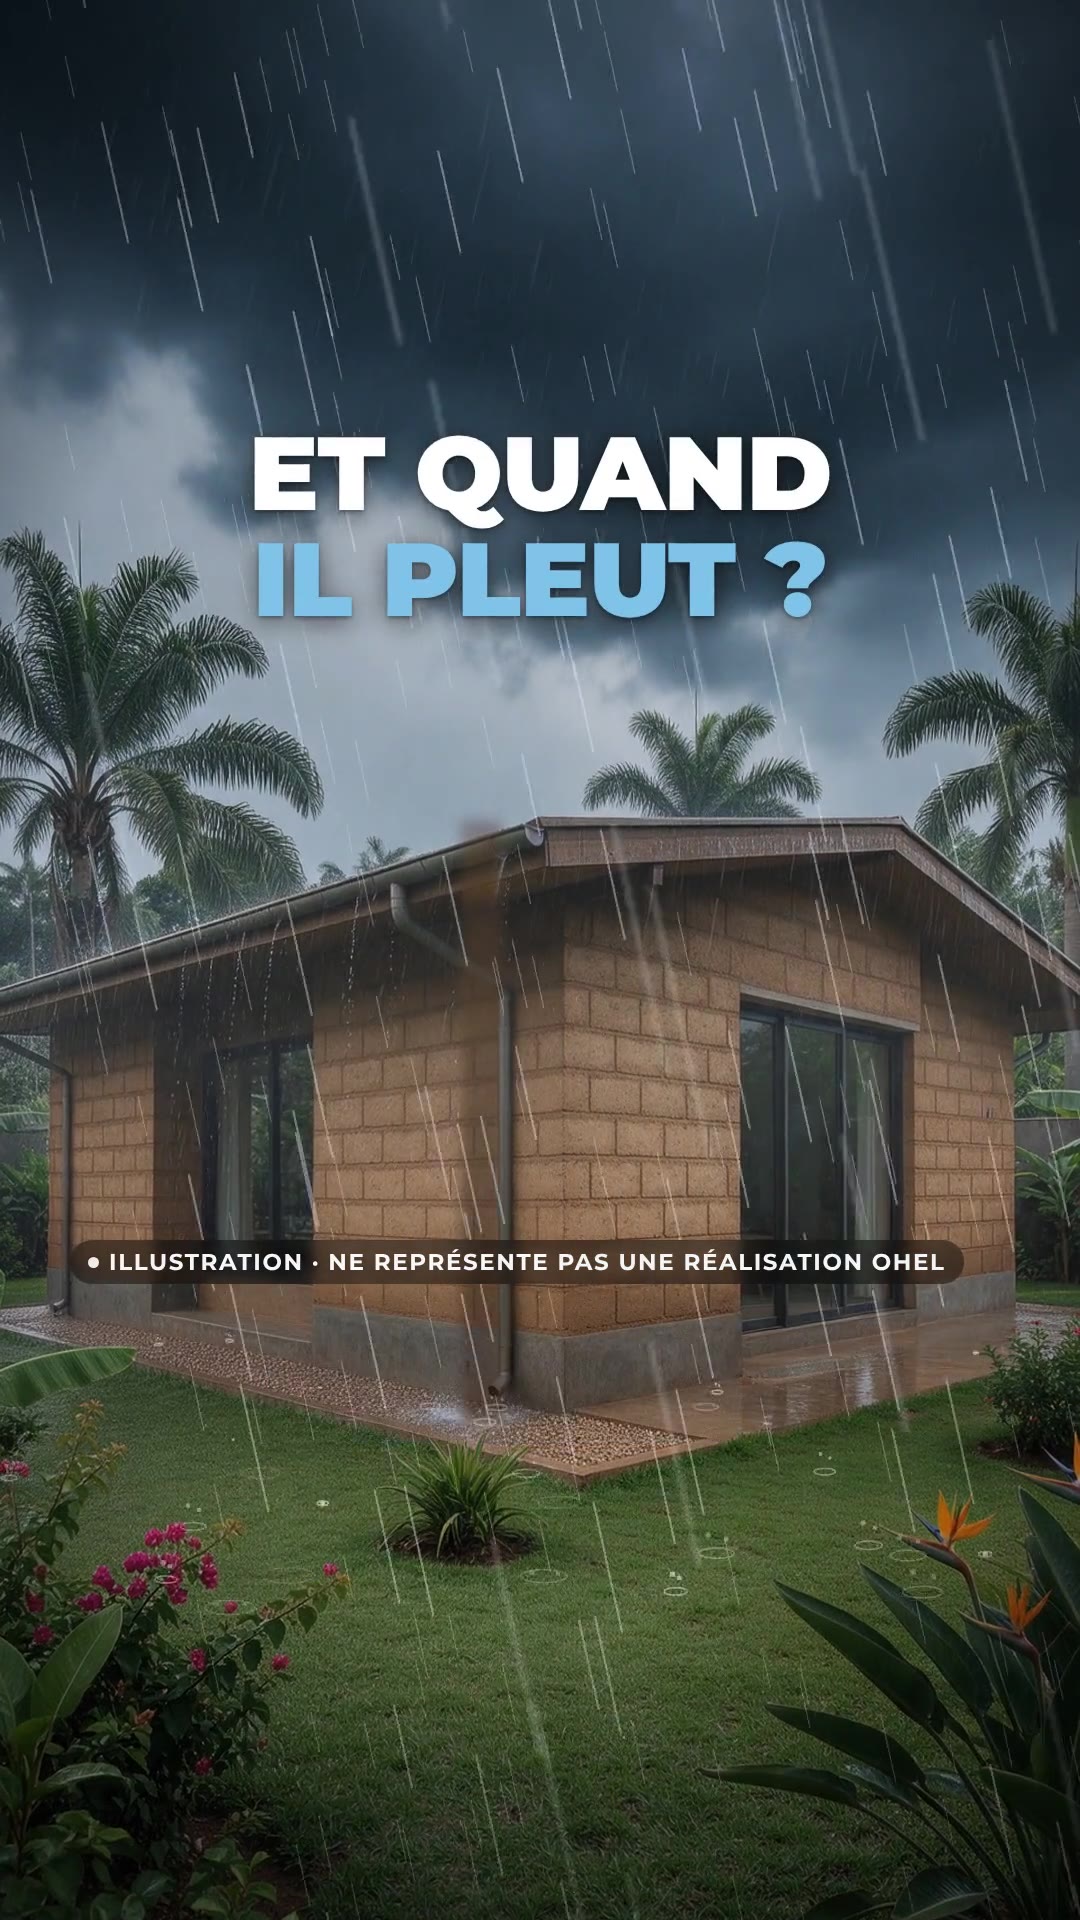 ET QUAND
IL PLEUT ?
ILLUSTRATION · NE REPRÉSENTE PAS UNE RÉALISATION OHEL